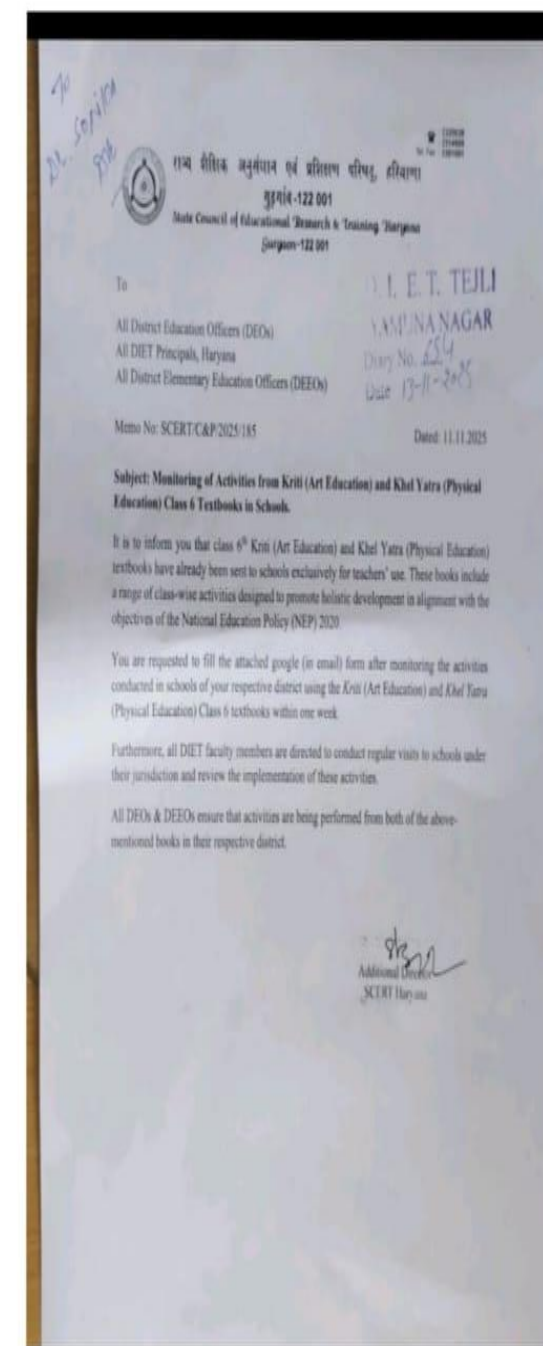 To
Dr. Sonika
राज्य शैक्षिक अनुसंधान एवं प्रशिक्षण परिषद्, हरियाणा
गुड़गांव-122 001
State Council of Educational Research & Training, Haryana
Gurgaon-122 001
D.I.E.T. TEJLI
YAMUNA NAGAR
Diary No. 654
Date 13-11-2025
To
All District Education Officers (DEOs)
All DIET Principals, Haryana
All District Elementary Education Officers (DEEOs)
Memo No: SCERT/C&P/2025/185
Dated: 11.11.2025
Subject: Monitoring of Activities from Kriti (Art Education) and Khel Yatra (Physical
Education) Class 6 Textbooks in Schools.
It is to inform you that class 6th Kriti (Art Education) and Khel Yatra (Physical Education)
textbooks have already been sent to schools exclusively for teachers' use. These books include
a range of class-wise activities designed to promote holistic development in alignment with the
objectives of the National Education Policy (NEP) 2020.
You are requested to fill the attached google (in email) form after monitoring the activities
conducted in schools of your respective district using the Kriti (Art Education) and Khel Yatra
(Physical Education) Class 6 textbooks within one week.
Furthermore, all DIET faculty members are directed to conduct regular visits to schools under
their jurisdiction and review the implementation of these activities.
All DEOs & DEEOs ensure that activities are being performed from both of the above-
mentioned books in their respective district.
Additional Director
SCERT Haryana